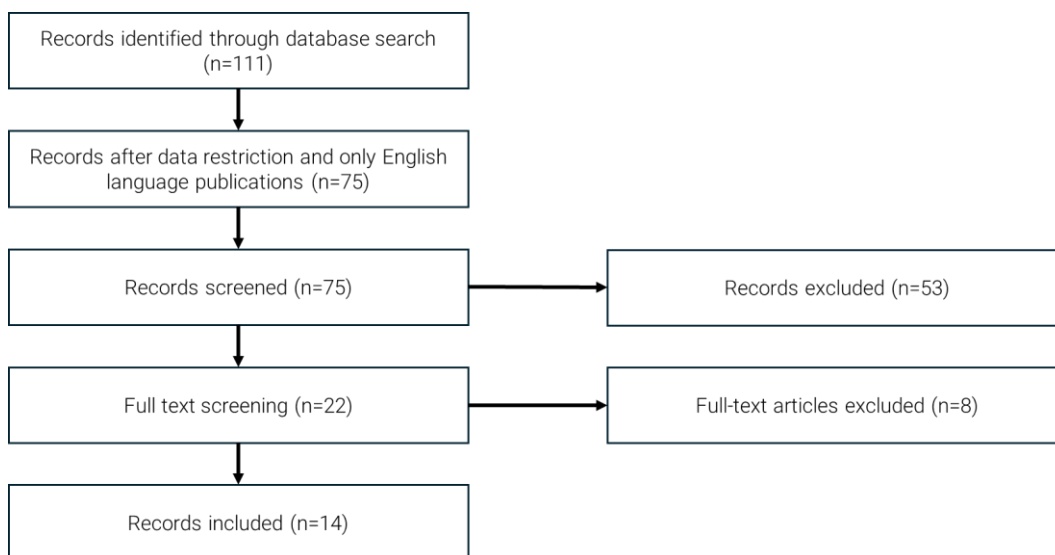 Records identified through database search
(n=111)
Records after data restriction and only English
language publications (n=75)
Records screened (n=75)
Records excluded (n=53)
Full text screening (n=22)
Full-text articles excluded (n=8)
Records included (n=14)